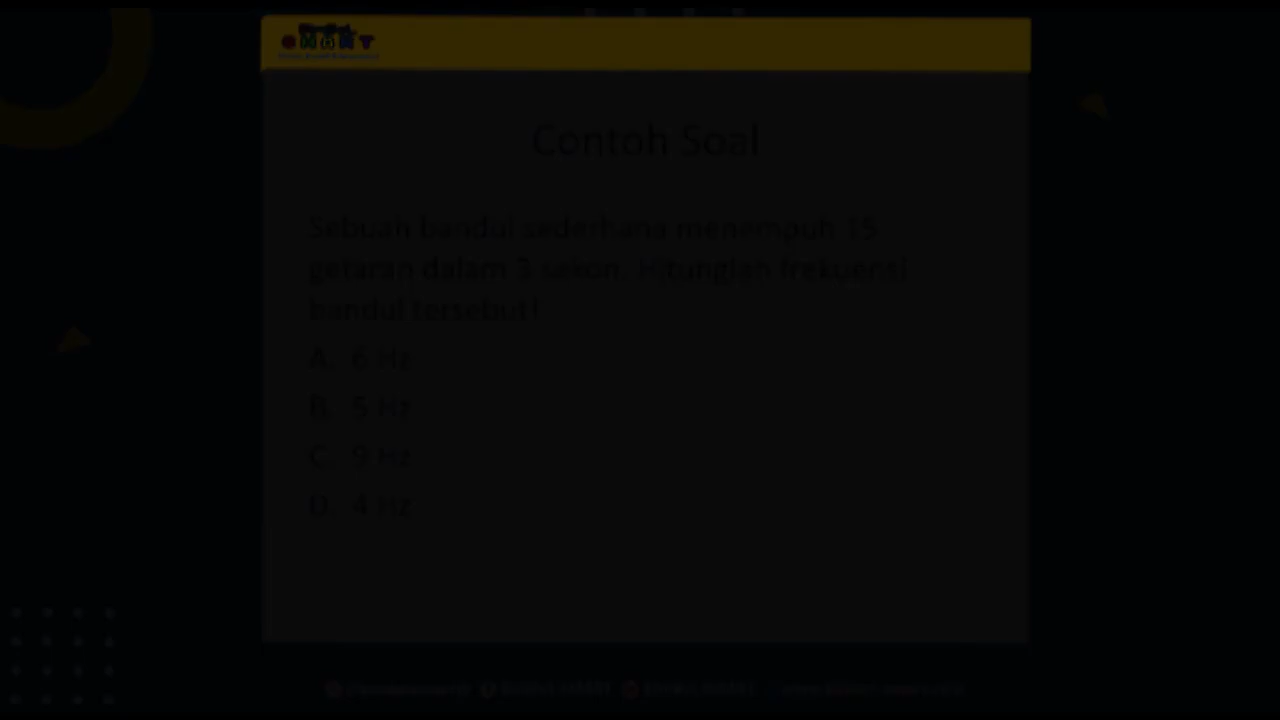 SMART
Contoh Soal
Sebuah bandul sederhana menempuh 15
getaran dalam 3 sekon. Hitunglah frekuensi
bandul tersebut!
A. 6 Hz
B. 5 Hz
C. 9 Hz
D. 4 Hz